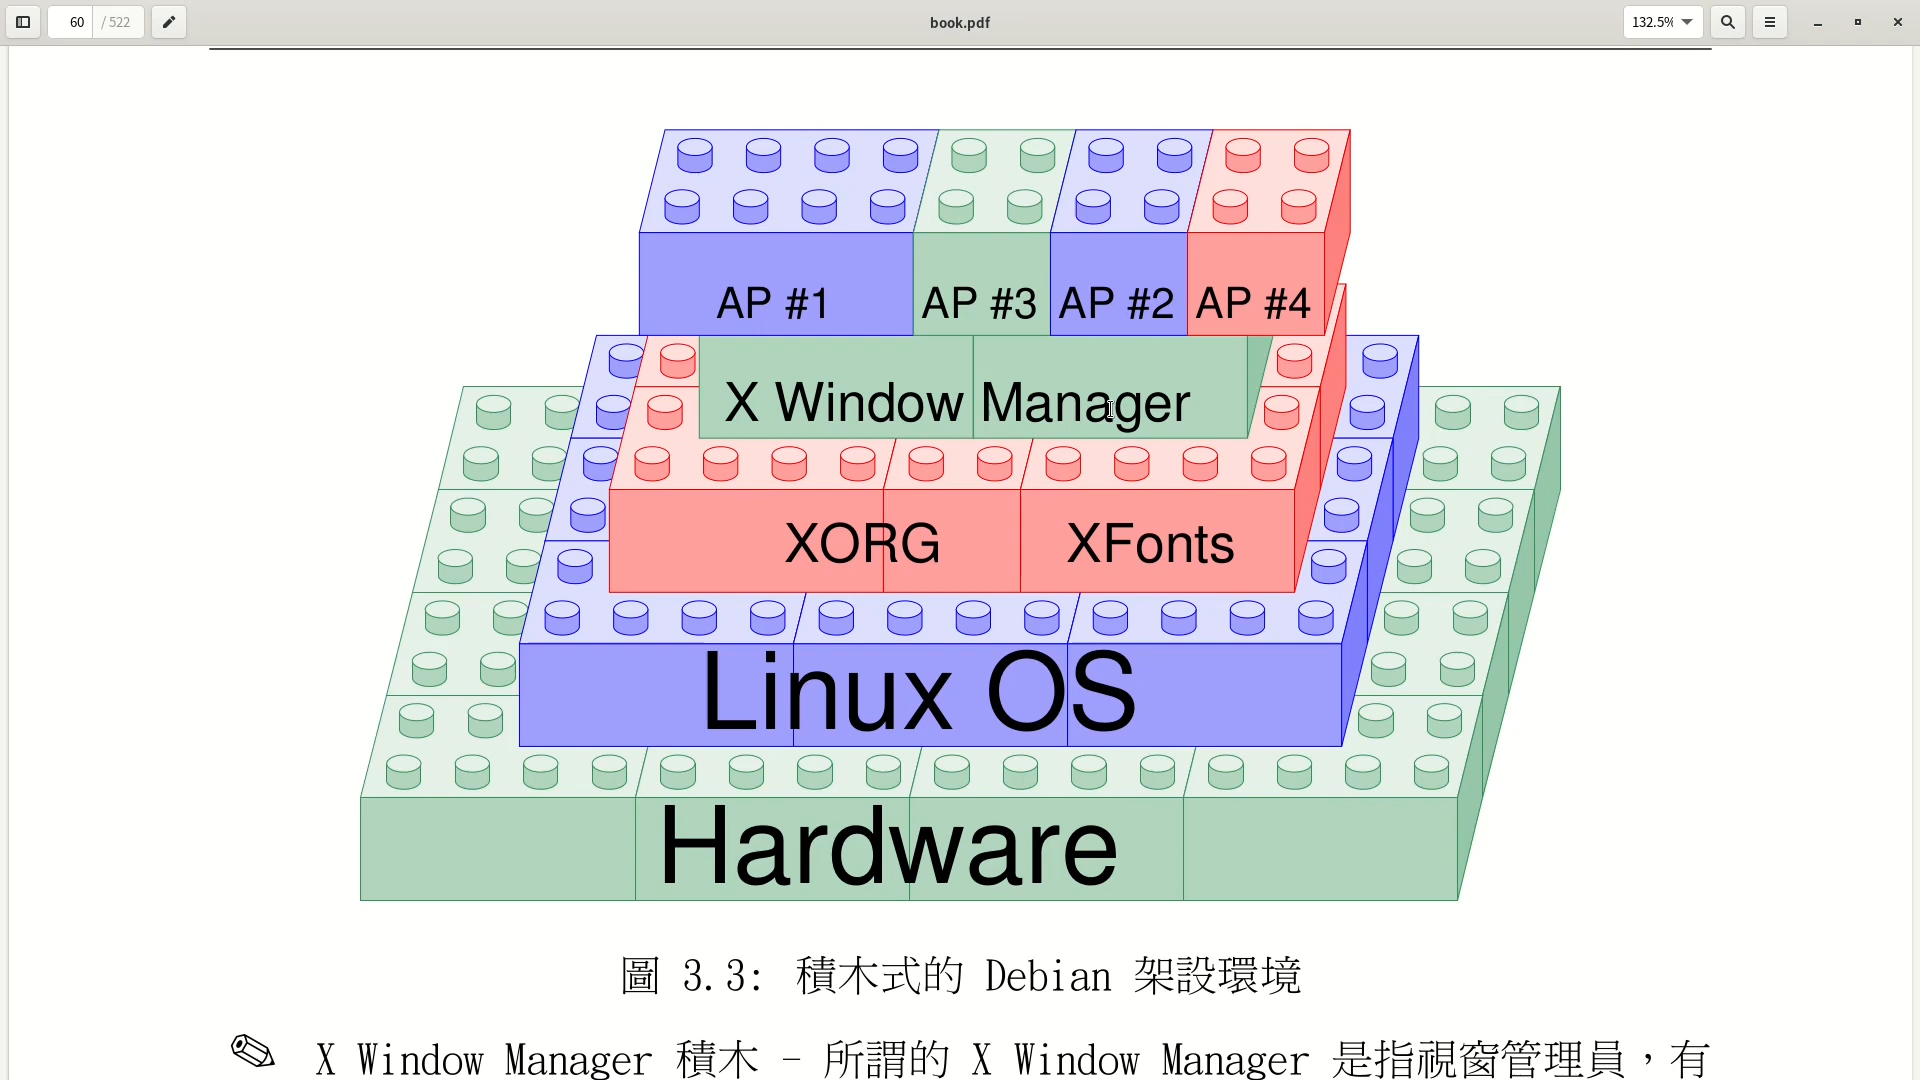 60 / 522
book.pdf
132.5%
AP #1 AP #3 AP #2 AP #4
X Window Manager
XORG XFonts
Linux OS
Hardware
圖 3.3: 積木式的 Debian 架設環境
X Window Manager 積木 – 所謂的 X Window Manager 是指視窗管理員，有